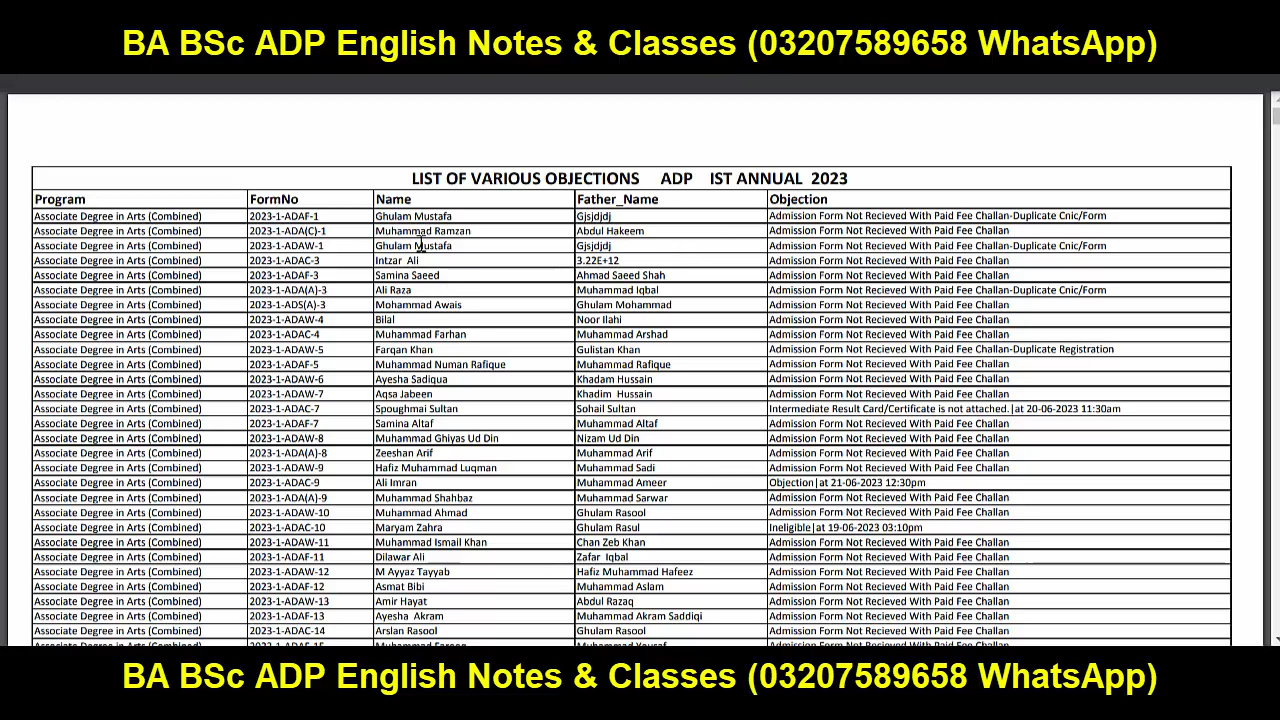 BA BSc ADP English Notes & Classes (03207589658 WhatsApp)
LIST OF VARIOUS OBJECTIONS ADP IST ANNUAL 2023
Program FormNo Name Father_Name Objection
Associate Degree in Arts (Combined) 2023-1-ADAF-1 Ghulam Mustafa Gjsjdjdj Admission Form Not Recieved With Paid Fee Challan-Duplicate Cnic/Form
Associate Degree in Arts (Combined) 2023-1-ADA(C)-1 Muhammad Ramzan Abdul Hakeem Admission Form Not Recieved With Paid Fee Challan
Associate Degree in Arts (Combined) 2023-1-ADAW-1 Ghulam Mustafa Gjsjdjdj Admission Form Not Recieved With Paid Fee Challan-Duplicate Cnic/Form
Associate Degree in Arts (Combined) 2023-1-ADAC-3 Intzar Ali 3.22E+12 Admission Form Not Recieved With Paid Fee Challan
Associate Degree in Arts (Combined) 2023-1-ADAF-3 Samina Saeed Ahmad Saeed Shah Admission Form Not Recieved With Paid Fee Challan
Associate Degree in Arts (Combined) 2023-1-ADA(A)-3 Ali Raza Muhammad Iqbal Admission Form Not Recieved With Paid Fee Challan-Duplicate Cnic/Form
Associate Degree in Arts (Combined) 2023-1-ADS(A)-3 Mohammad Awais Ghulam Mohammad Admission Form Not Recieved With Paid Fee Challan
Associate Degree in Arts (Combined) 2023-1-ADAW-4 Bilal Noor Ilahi Admission Form Not Recieved With Paid Fee Challan
Associate Degree in Arts (Combined) 2023-1-ADAC-4 Muhammad Farhan Muhammad Arshad Admission Form Not Recieved With Paid Fee Challan
Associate Degree in Arts (Combined) 2023-1-ADAW-5 Farqan Khan Gulistan Khan Admission Form Not Recieved With Paid Fee Challan-Duplicate Registration
Associate Degree in Arts (Combined) 2023-1-ADAF-5 Muhammad Numan Rafique Muhammad Rafique Admission Form Not Recieved With Paid Fee Challan
Associate Degree in Arts (Combined) 2023-1-ADAW-6 Ayesha Sadiqua Khadam Hussain Admission Form Not Recieved With Paid Fee Challan
Associate Degree in Arts (Combined) 2023-1-ADAW-7 Aqsa Jabeen Khadim Hussain Admission Form Not Recieved With Paid Fee Challan
Associate Degree in Arts (Combined) 2023-1-ADAC-7 Spoughmai Sultan Sohail Sultan Intermediate Result Card/Certificate is not attached.|at 20-06-2023 11:30am
Associate Degree in Arts (Combined) 2023-1-ADAF-7 Samina Altaf Muhammad Altaf Admission Form Not Recieved With Paid Fee Challan
Associate Degree in Arts (Combined) 2023-1-ADAW-8 Muhammad Ghiyas Ud Din Nizam Ud Din Admission Form Not Recieved With Paid Fee Challan
Associate Degree in Arts (Combined) 2023-1-ADA(A)-8 Zeeshan Arif Muhammad Arif Admission Form Not Recieved With Paid Fee Challan
Associate Degree in Arts (Combined) 2023-1-ADAW-9 Hafiz Muhammad Luqman Muhammad Sadi Admission Form Not Recieved With Paid Fee Challan
Associate Degree in Arts (Combined) 2023-1-ADAC-9 Ali Imran Muhammad Ameer Objection|at 21-06-2023 12:30pm
Associate Degree in Arts (Combined) 2023-1-ADA(A)-9 Muhammad Shahbaz Muhammad Sarwar Admission Form Not Recieved With Paid Fee Challan
Associate Degree in Arts (Combined) 2023-1-ADAW-10 Muhammad Ahmad Ghulam Rasool Admission Form Not Recieved With Paid Fee Challan
Associate Degree in Arts (Combined) 2023-1-ADAC-10 Maryam Zahra Ghulam Rasul Ineligible|at 19-06-2023 03:10pm
Associate Degree in Arts (Combined) 2023-1-ADAW-11 Muhammad Ismail Khan Chan Zeb Khan Admission Form Not Recieved With Paid Fee Challan
Associate Degree in Arts (Combined) 2023-1-ADAF-11 Dilawar Ali Zafar Iqbal Admission Form Not Recieved With Paid Fee Challan
Associate Degree in Arts (Combined) 2023-1-ADAW-12 M Ayyaz Tayyab Hafiz Muhammad Hafeez Admission Form Not Recieved With Paid Fee Challan
Associate Degree in Arts (Combined) 2023-1-ADAF-12 Asmat Bibi Muhammad Aslam Admission Form Not Recieved With Paid Fee Challan
Associate Degree in Arts (Combined) 2023-1-ADAW-13 Amir Hayat Abdul Razaq Admission Form Not Recieved With Paid Fee Challan
Associate Degree in Arts (Combined) 2023-1-ADAF-13 Ayesha Akram Muhammad Akram Saddiqi Admission Form Not Recieved With Paid Fee Challan
Associate Degree in Arts (Combined) 2023-1-ADAC-14 Arslan Rasool Ghulam Rasool Admission Form Not Recieved With Paid Fee Challan
BA BSc ADP English Notes & Classes (03207589658 WhatsApp)